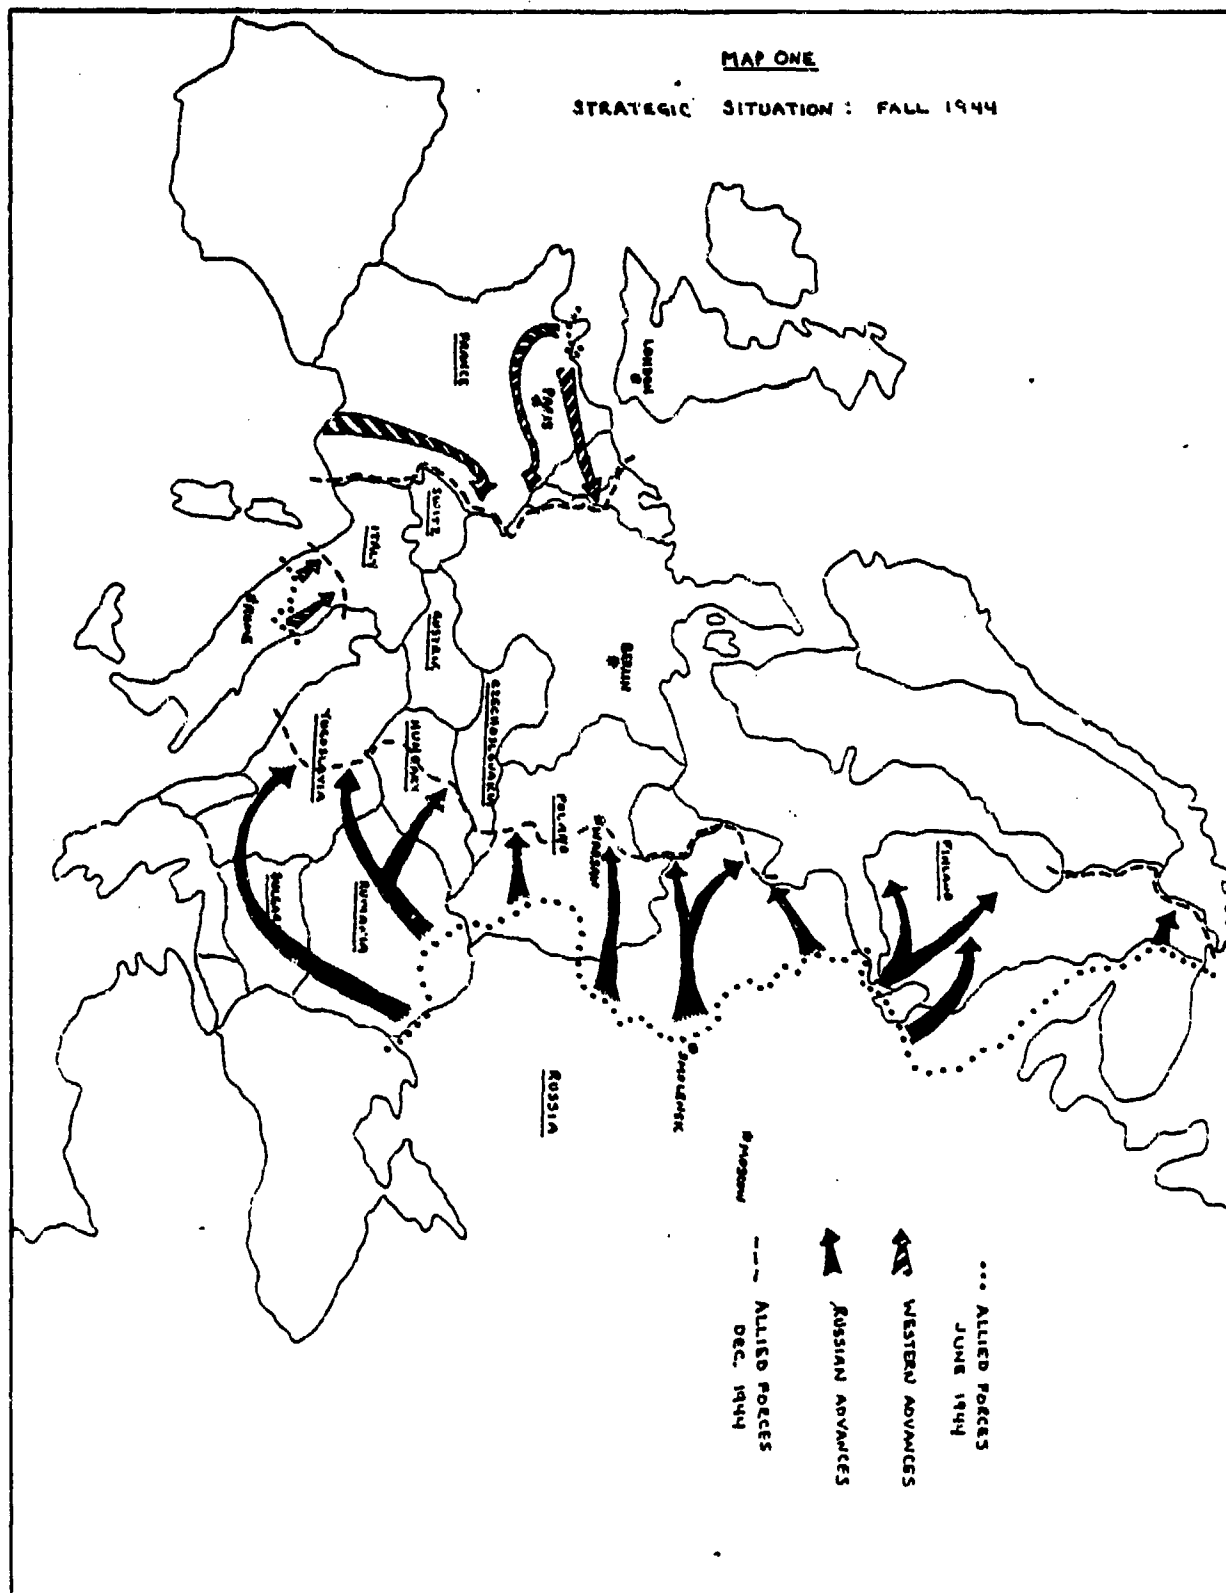 MAP ONE
STRATEGIC SITUATION: FALL 1944
LONDON
FRANCE
PARIS
SWITZ
ITALY
ROME
AUSTRIA
BERLIN
CZECHOSLOVAKIA
HUNGARY
YUGOSLAVIA
POLAND
WARSAW
RUMANIA
BULGAR
FINLAND
RUSSIA
SMOLENSK
MOSCOW
... ALLIED FORCES
JUNE 1944
WESTERN ADVANCES
RUSSIAN ADVANCES
--- ALLIED FORCES
DEC. 1944